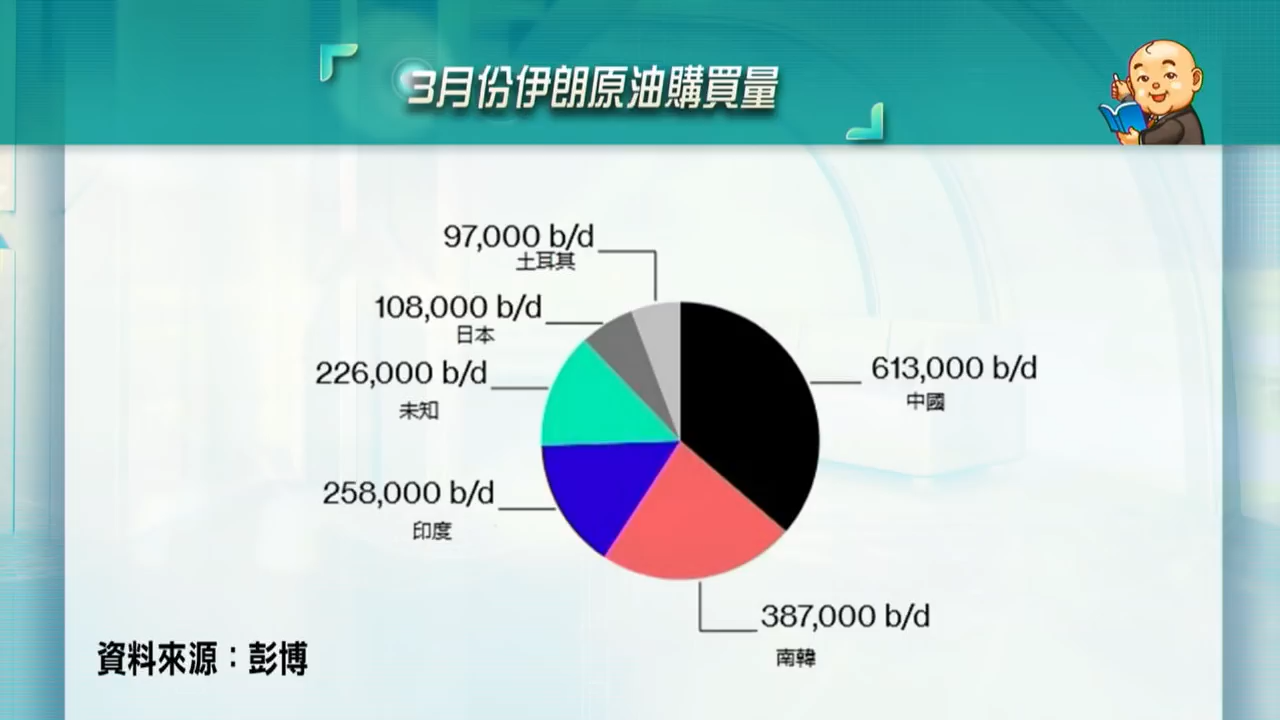 3月份伊朗原油購買量
97,000 b/d
土耳其
108,000 b/d
日本
226,000 b/d
未知
258,000 b/d
印度
613,000 b/d
中國
387,000 b/d
南韓
資料來源：彭博